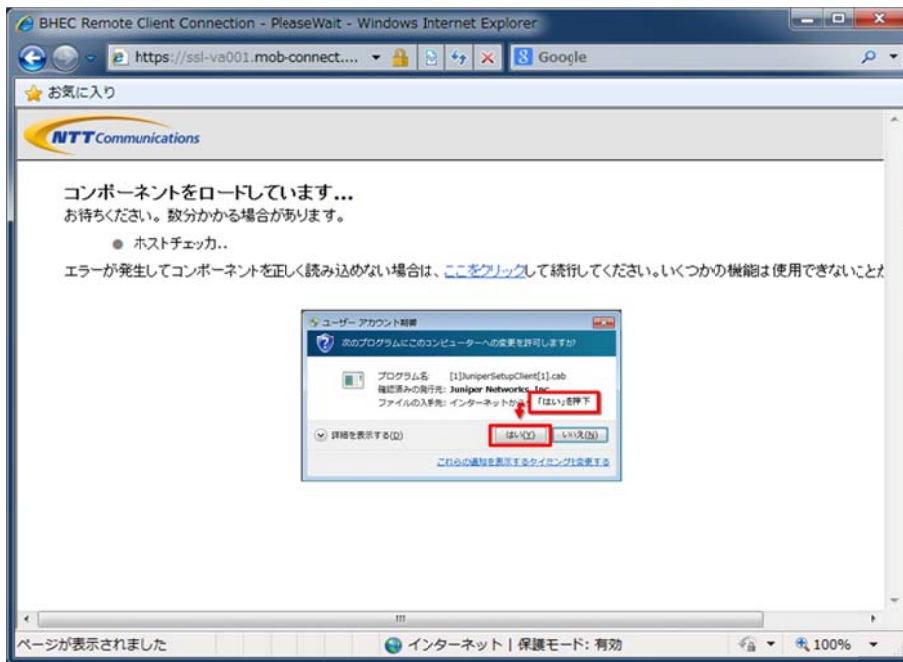 BHEC Remote Client Connection - PleaseWait - Windows Internet Explorer
https://ssl-va001.mob-connect.... Google
お気に入り
NTT Communications
コンポーネントをロードしています...
お待ちください。数分かかる場合があります。
ホストチェッカ..
エラーが発生してコンポーネントを正しく読み込めない場合は、ここをクリックして続行してください。いくつかの機能は使用できないことが
ユーザー アカウント制御
次のプログラムにこのコンピューターへの変更を許可しますか?
プログラム名: [1]JuniperSetupClient[1].cab
確認済みの発行元: Juniper Networks, Inc.
ファイルの入手先: インターネットから
「はい」を押下
詳細を表示する(D) はい(Y) いいえ(N)
これらの通知を表示するタイミングを変更する
ページが表示されました インターネット | 保護モード: 有効 100%